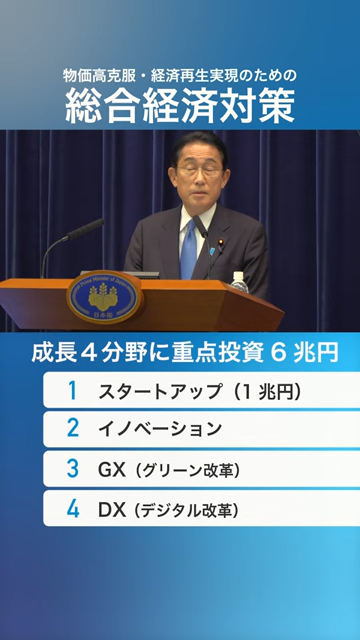 物価高克服・経済再生実現のための
総合経済対策
成長4分野に重点投資6兆円
1 スタートアップ（1兆円）
2 イノベーション
3 GX（グリーン改革）
4 DX（デジタル改革）